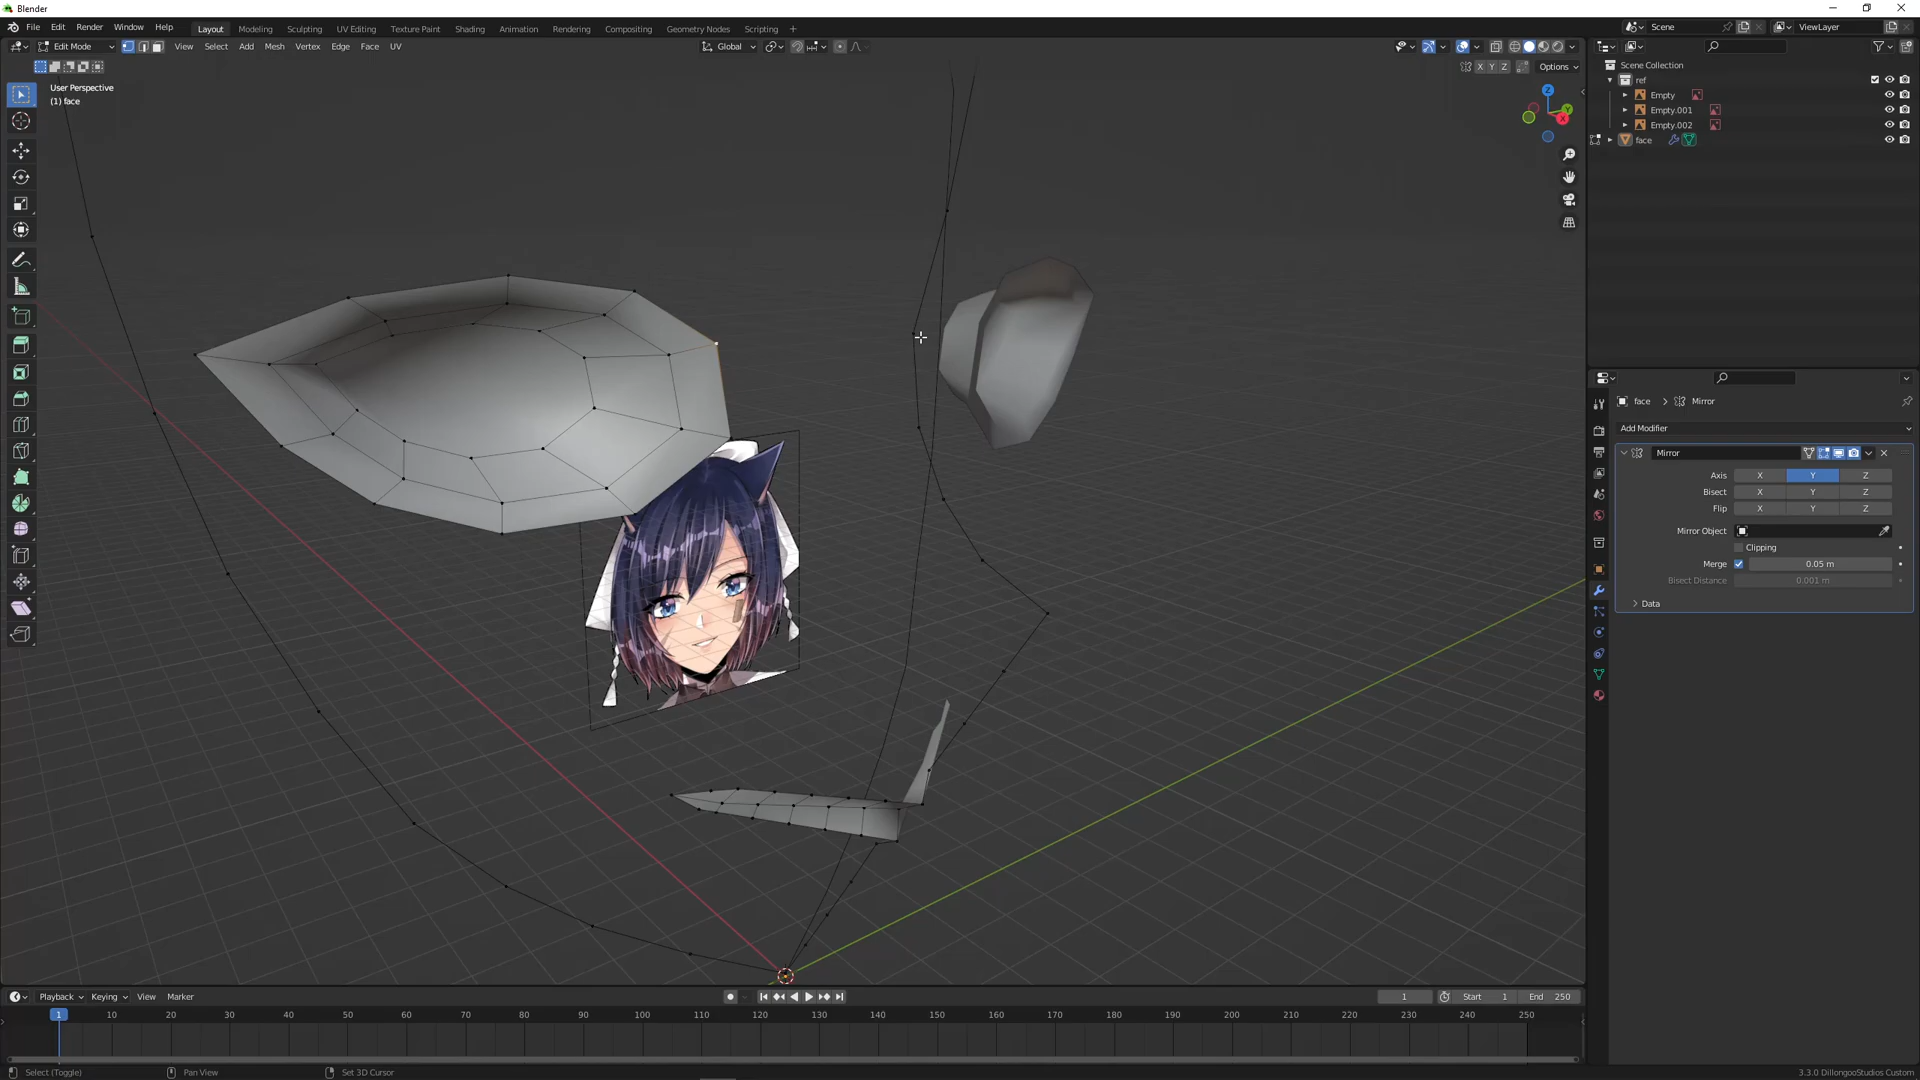 Blender
File Edit Render Window Help Layout Modeling Sculpting UV Editing Texture Paint Shading Animation Rendering Compositing Geometry Nodes Scripting + Scene ViewLayer
Edit Mode View Select Add Mesh Vertex Edge Face UV Global
X Y Z Options
User Perspective
(1) face
Z
Y
X
Scene Collection
ref
Empty
Empty.001
Empty.002
face
face > Mirror
Add Modifier
Mirror
Axis X Y Z
Bisect X Y Z
Flip X Y Z
Mirror Object
Clipping
Merge 0.05 m
Bisect Distance 0.001 m
Data
Playback Keying View Marker 1 Start 1 End 250
1 10 20 30 40 50 60 70 80 90 100 110 120 130 140 150 160 170 180 190 200 210 220 230 240 250
Select (Toggle) Pan View Set 3D Cursor 3.3.0 DillongooStudios Custom